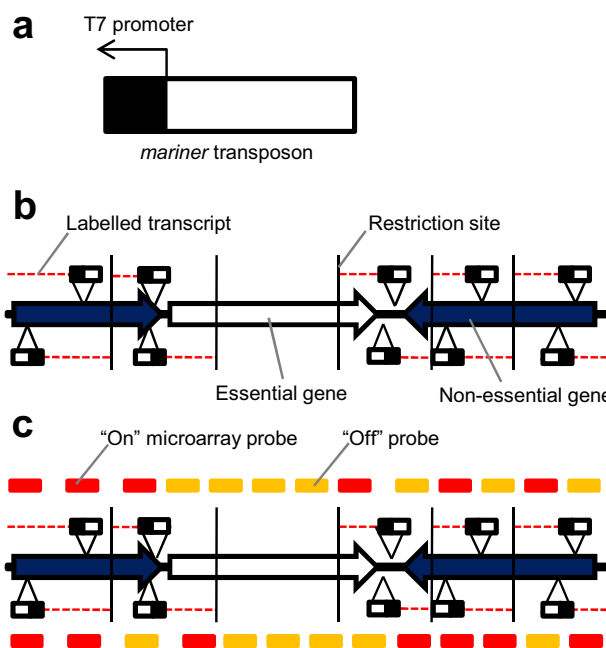 a
T7 promoter
mariner transposon
b
Labelled transcript
Restriction site
Essential gene
Non-essential gene
c
“On” microarray probe
“Off” probe